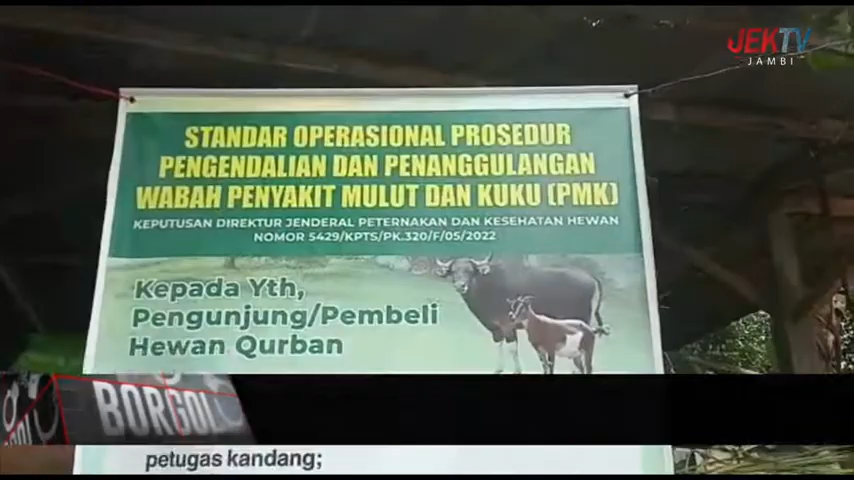 JEKTV
JAMBI
STANDAR OPERASIONAL PROSEDUR
PENGENDALIAN DAN PENANGGULANGAN
WABAH PENYAKIT MULUT DAN KUKU (PMK)
KEPUTUSAN DIREKTUR JENDERAL PETERNAKAN DAN KESEHATAN HEWAN
NOMOR 5429/KPTS/PK.320/F/05/2022
Kepada Yth,
Pengunjung/Pembeli
Hewan Qurban
BORGOL
petugas kandang;